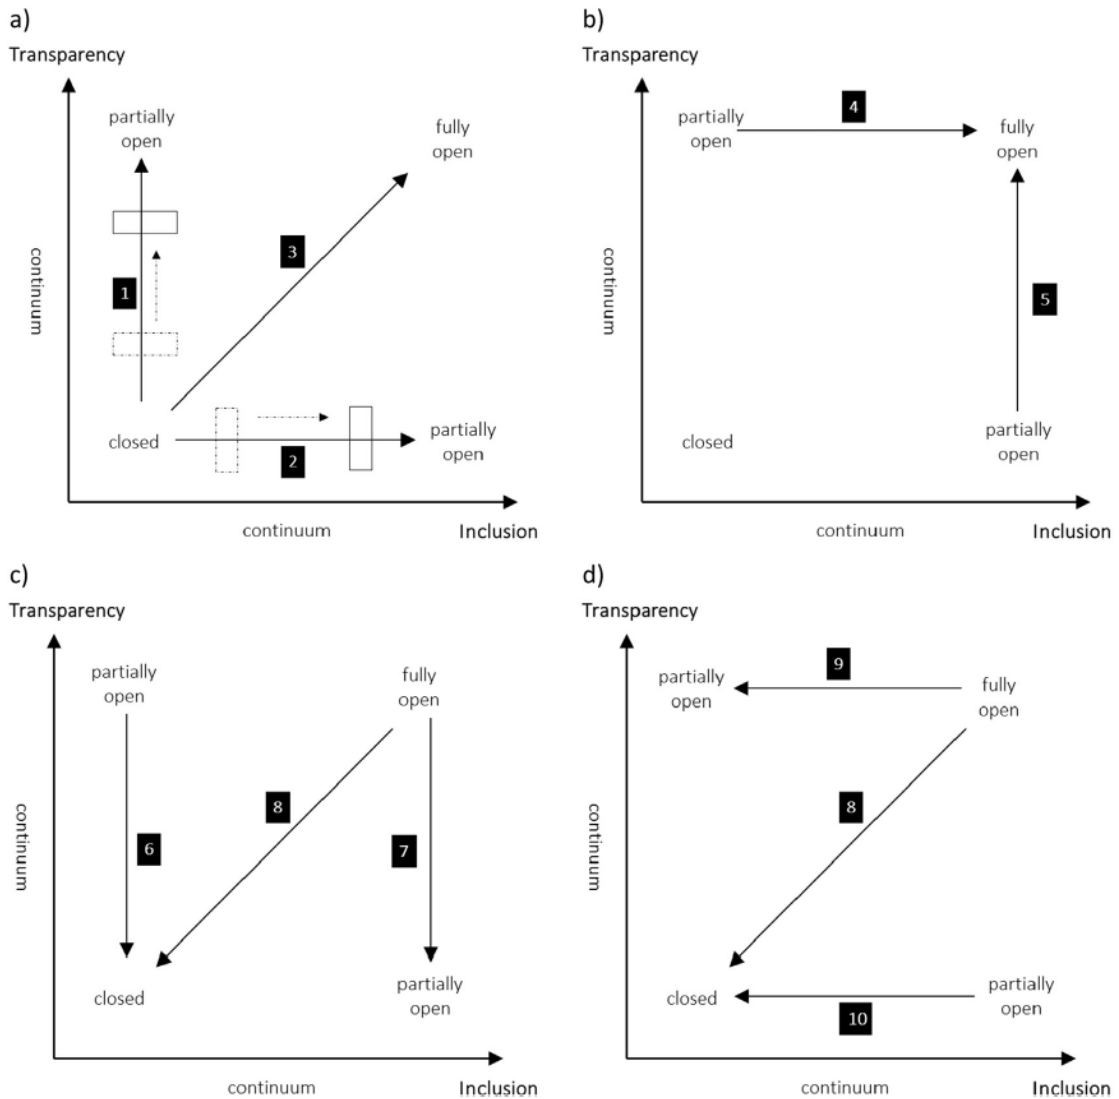 a)
Transparency
partially
open
fully
open
3
continuum
1
closed
partially
open
2
continuum
Inclusion
b)
Transparency
4
partially
open
fully
open
continuum
5
closed
partially
open
continuum
Inclusion
c)
Transparency
partially
open
fully
open
8
continuum
6
7
closed
partially
open
continuum
Inclusion
d)
Transparency
9
partially
open
fully
open
8
continuum
closed
partially
open
10
continuum
Inclusion